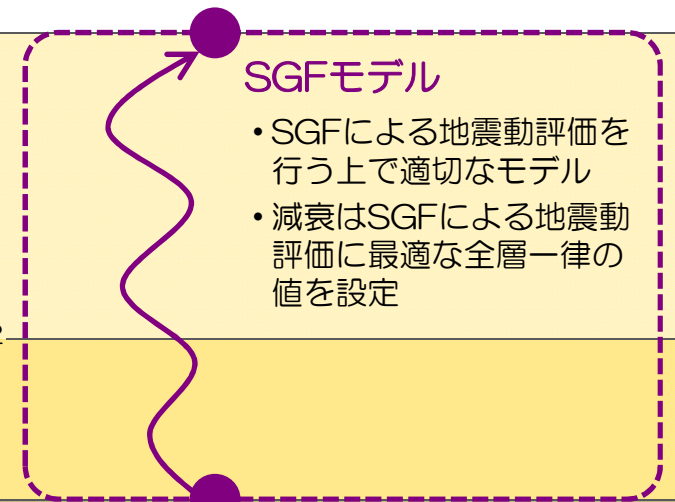 SGFモデル
•SGFによる地震動評価を
行う上で適切なモデル
•減衰はSGFによる地震動
評価に最適な全層一律の
値を設定